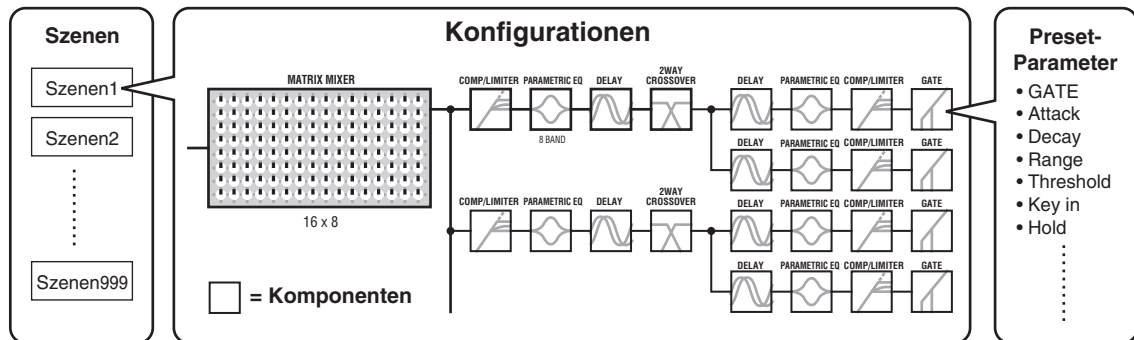 Szenen
Szenen1
Szenen2
Szenen999
Konfigurationen
MATRIX MIXER
16 x 8
= Komponenten
COMP/LIMITER PARAMETRIC EQ DELAY 2WAY CROSSOVER DELAY PARAMETRIC EQ COMP/LIMITER GATE
8 BAND
DELAY PARAMETRIC EQ COMP/LIMITER GATE
COMP/LIMITER PARAMETRIC EQ DELAY 2WAY CROSSOVER DELAY PARAMETRIC EQ COMP/LIMITER GATE
DELAY PARAMETRIC EQ COMP/LIMITER GATE
Preset-
Parameter
• GATE
• Attack
• Decay
• Range
• Threshold
• Key in
• Hold